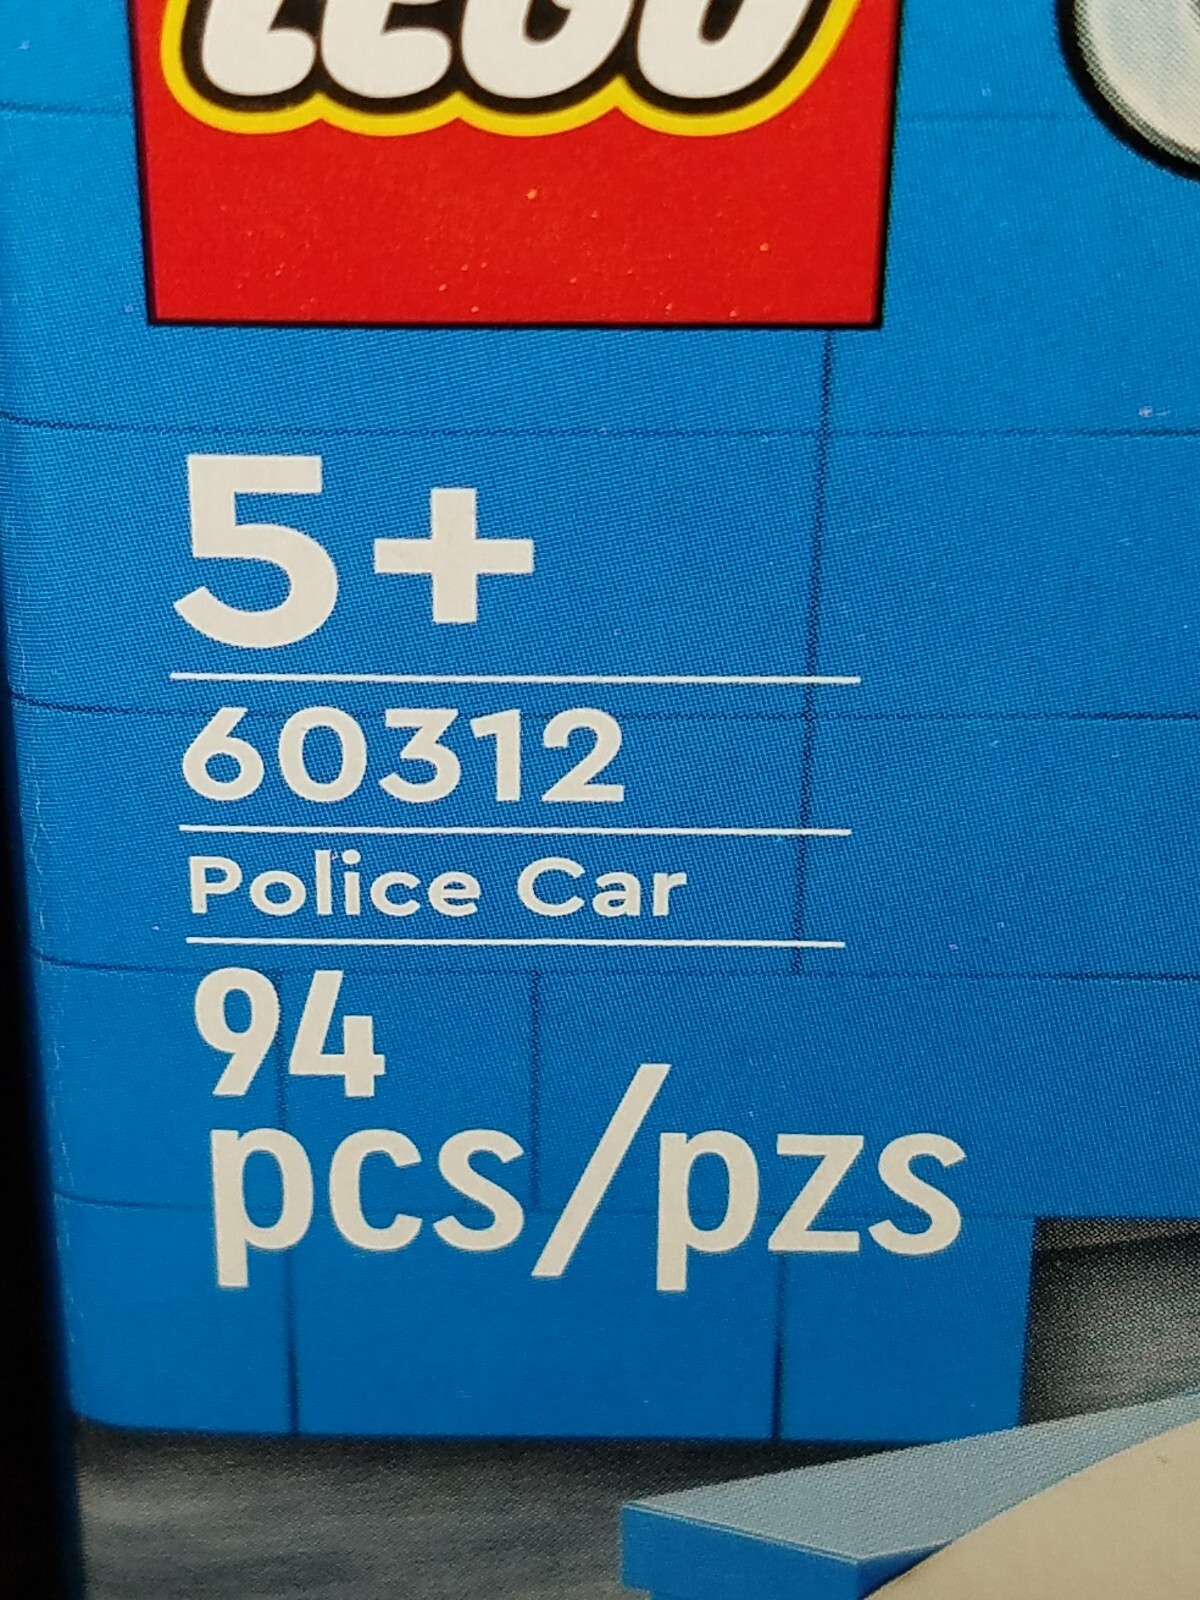 LEGO
5+
60312
Police Car
94
pcs/pzs